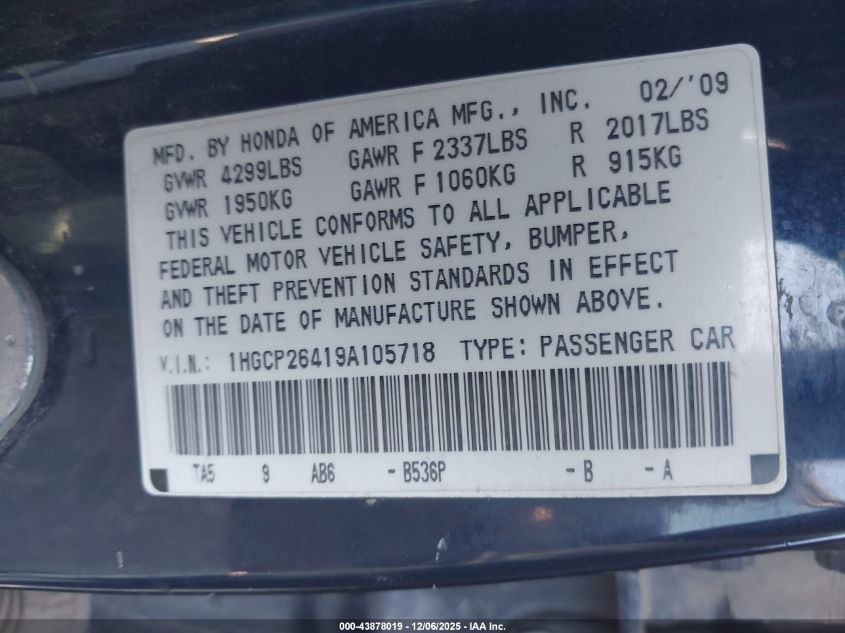 MFD. BY HONDA OF AMERICA MFG., INC. 02/'09
GVWR 4299LBS GAWR F 2337LBS R 2017LBS
GVWR 1950KG GAWR F 1060KG R 915KG
THIS VEHICLE CONFORMS TO ALL APPLICABLE
FEDERAL MOTOR VEHICLE SAFETY, BUMPER,
AND THEFT PREVENTION STANDARDS IN EFFECT
ON THE DATE OF MANUFACTURE SHOWN ABOVE.
V.I.N.: 1HGCP26419A105718 TYPE: PASSENGER CAR
TA5 9 AB6 -B536P -B -A
000-43878019 - 12/06/2025 - IAA Inc.